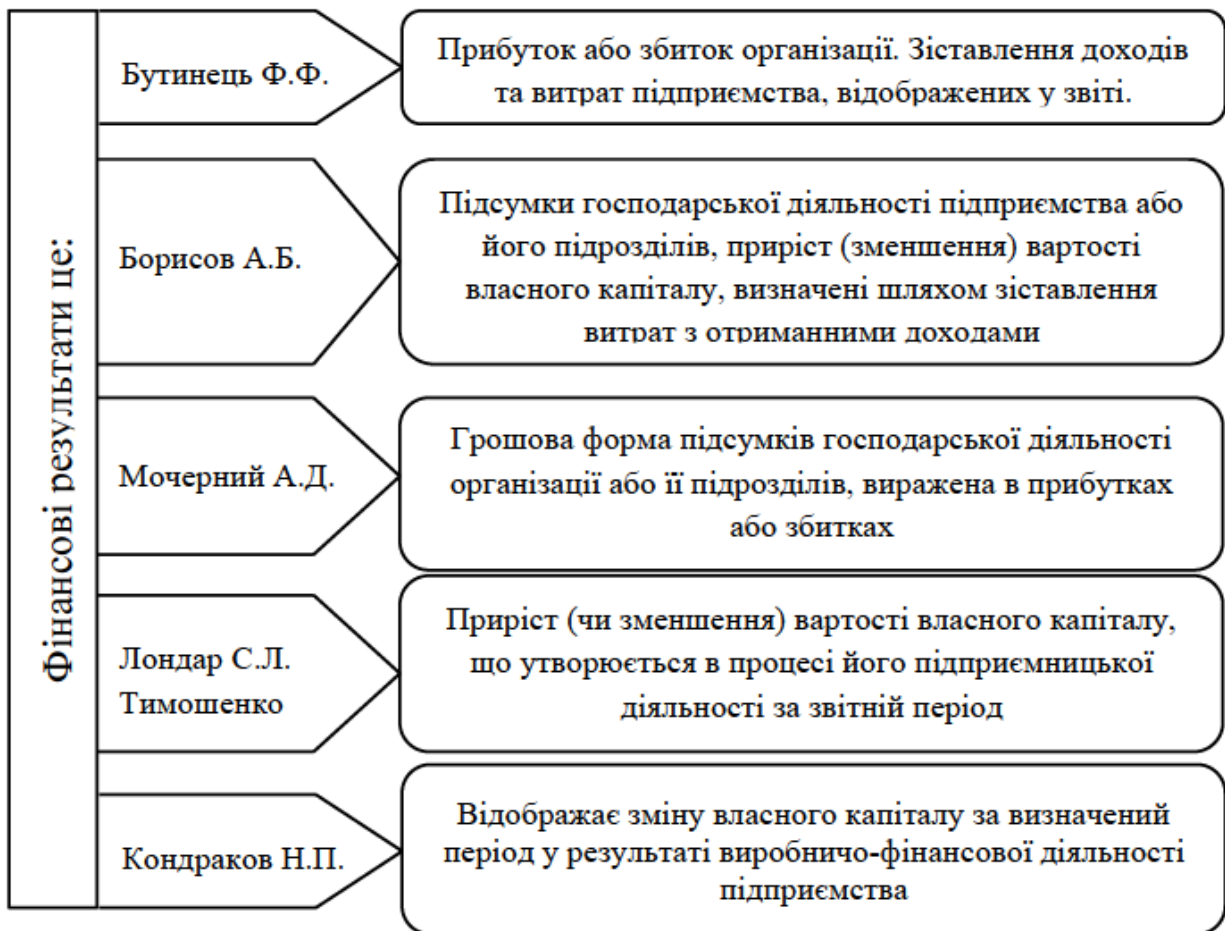 Фінансові результати це:
Бутинець Ф.Ф.
Прибуток або збиток організації. Зіставлення доходів
та витрат підприємства, відображених у звіті.
Борисов А.Б.
Підсумки господарської діяльності підприємства або
його підрозділів, приріст (зменшення) вартості
власного капіталу, визначені шляхом зіставлення
витрат з отриманними доходами
Мочерний А.Д.
Грошова форма підсумків господарської діяльності
організації або її підрозділів, виражена в прибутках
або збитках
Лондар С.Л.
Тимошенко
Приріст (чи зменшення) вартості власного капіталу,
що утворюється в процесі його підприємницької
діяльності за звітній період
Кондраков Н.П.
Відображає зміну власного капіталу за визначений
період у результаті виробничо-фінансової діяльності
підприємства